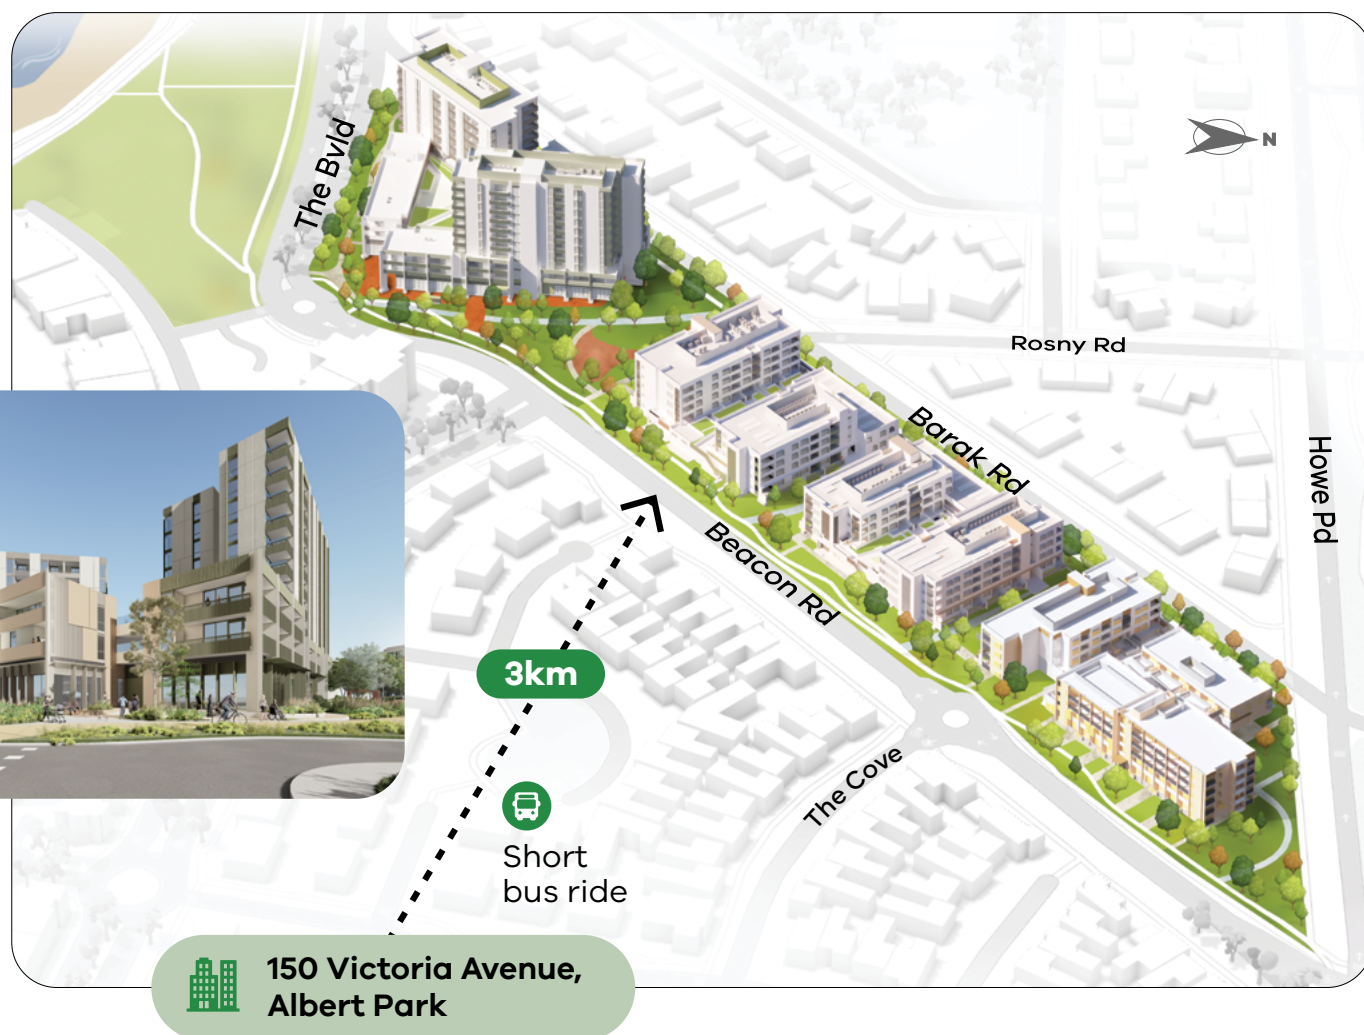 The Bvld
N
Rosny Rd
Barak Rd
Howe Pd
Beacon Rd
3km
The Cove
Short
bus ride
150 Victoria Avenue,
Albert Park